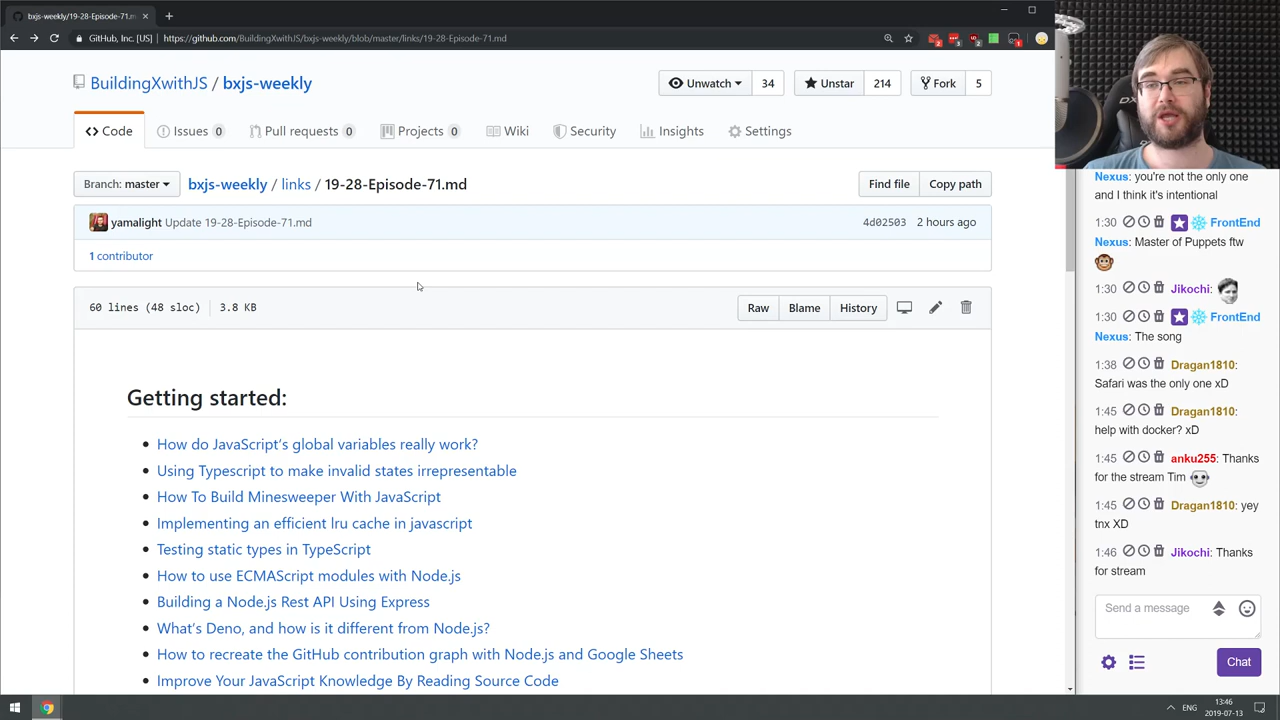 bxjs-weekly/19-28-Episode-71.md
GitHub, Inc. [US] https://github.com/BuildingXwithJS/bxjs-weekly/blob/master/links/19-28-Episode-71.md
BuildingXwithJS / bxjs-weekly
Unwatch 34 Unstar 214 Fork 5
Code Issues 0 Pull requests 0 Projects 0 Wiki Security Insights Settings
Branch: master bxjs-weekly / links / 19-28-Episode-71.md Find file Copy path
yamalight Update 19-28-Episode-71.md 4d02503 2 hours ago
1 contributor
60 lines (48 sloc) 3.8 KB Raw Blame History
Getting started:
How do JavaScript's global variables really work?
Using Typescript to make invalid states irrepresentable
How To Build Minesweeper With JavaScript
Implementing an efficient lru cache in javascript
Testing static types in TypeScript
How to use ECMAScript modules with Node.js
Building a Node.js Rest API Using Express
What's Deno, and how is it different from Node.js?
How to recreate the GitHub contribution graph with Node.js and Google Sheets
Improve Your JavaScript Knowledge By Reading Source Code
Nexus: you're not the only one
and I think it's intentional
1:30 FrontEnd
Nexus: Master of Puppets ftw
1:30 Jikochi:
1:30 FrontEnd
Nexus: The song
1:38 Dragan1810:
Safari was the only one xD
1:45 Dragan1810:
help with docker? xD
1:45 anku255: Thanks
for the stream Tim
1:45 Dragan1810: yey
tnx XD
1:46 Jikochi: Thanks
for stream
Send a message
Chat
ENG 13:46
2019-07-13